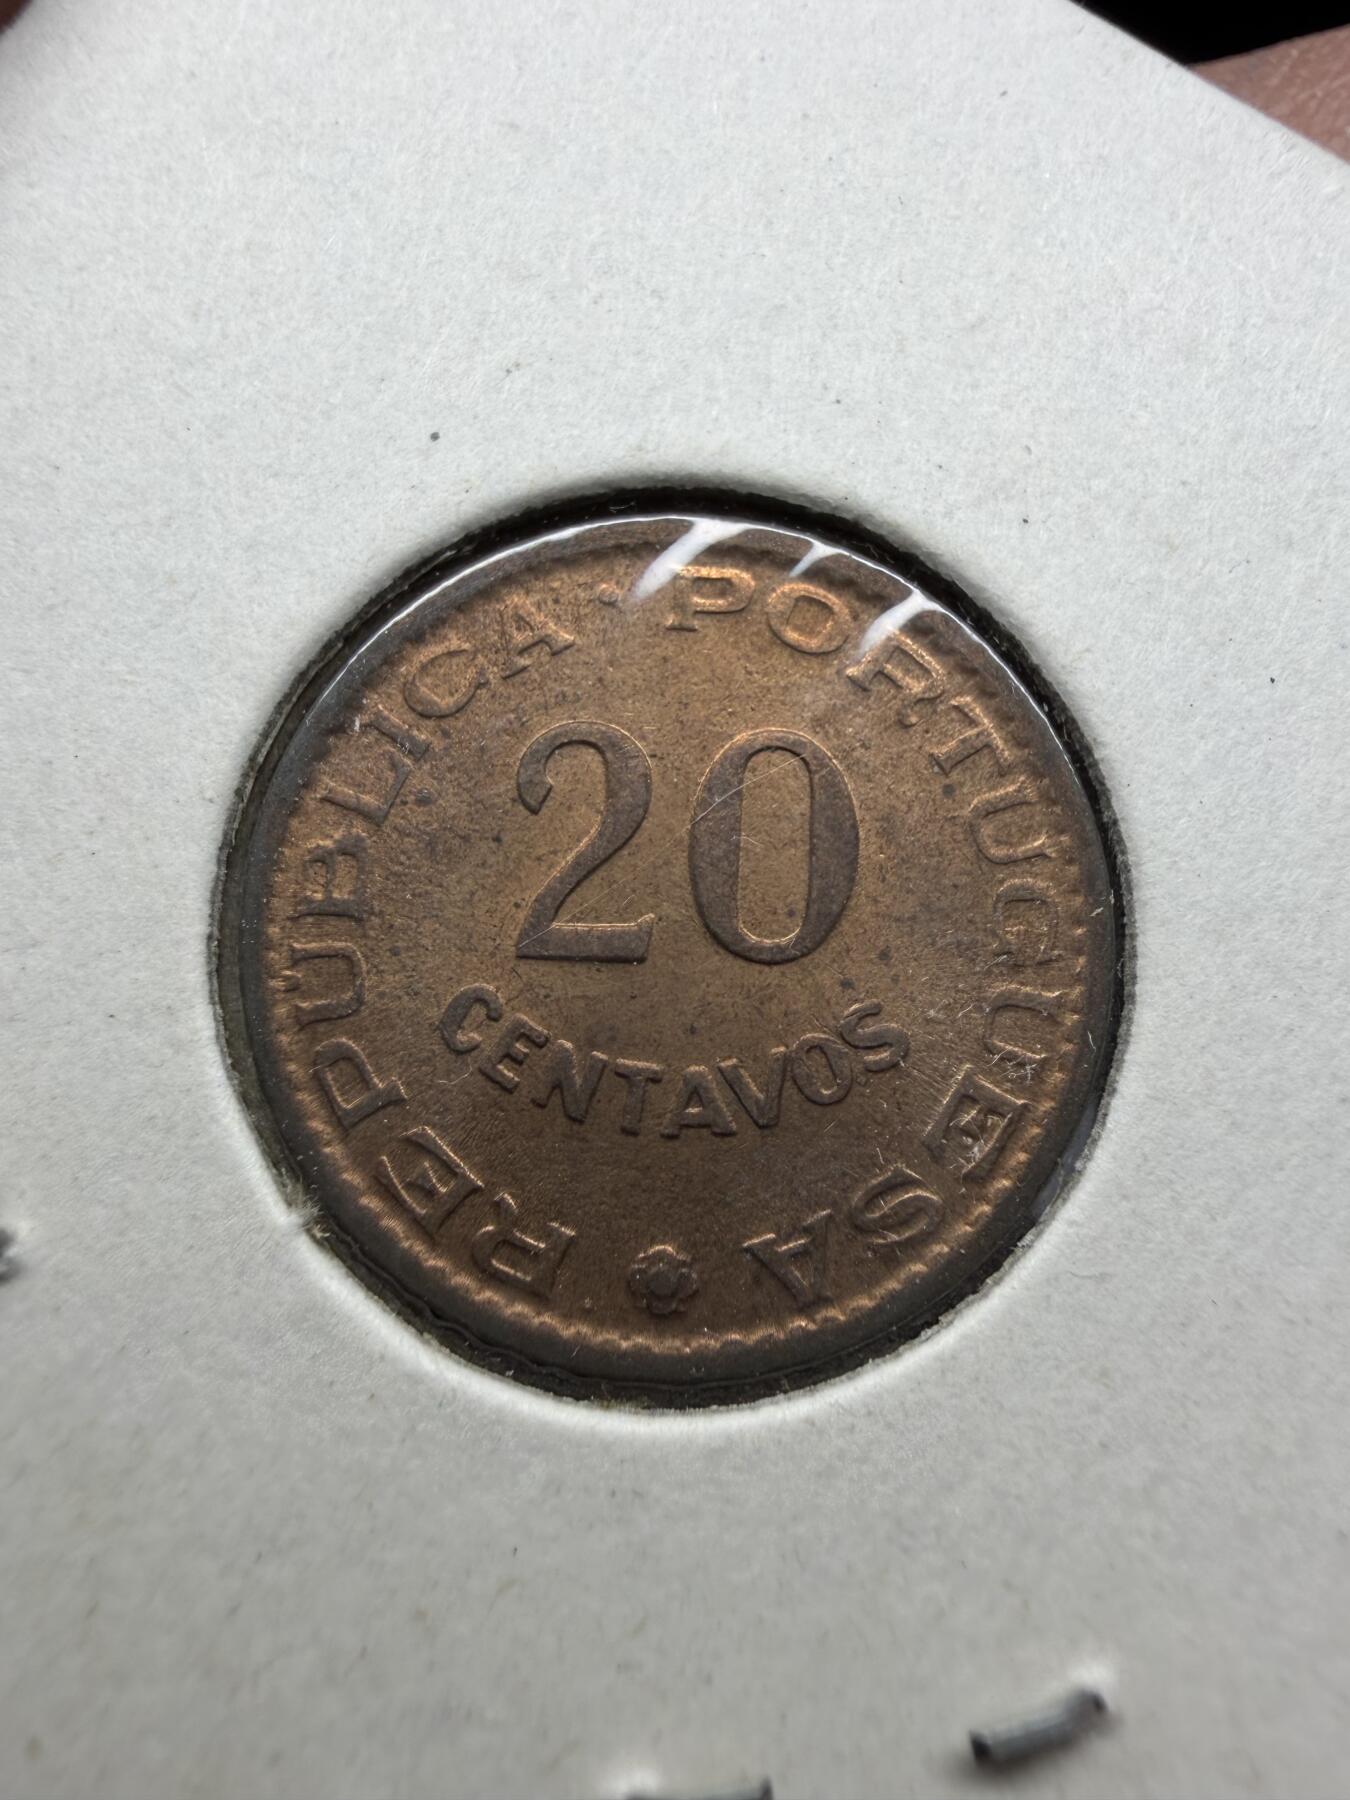 REPUBLICA · PORTUGUESA
20
CENTAVOS